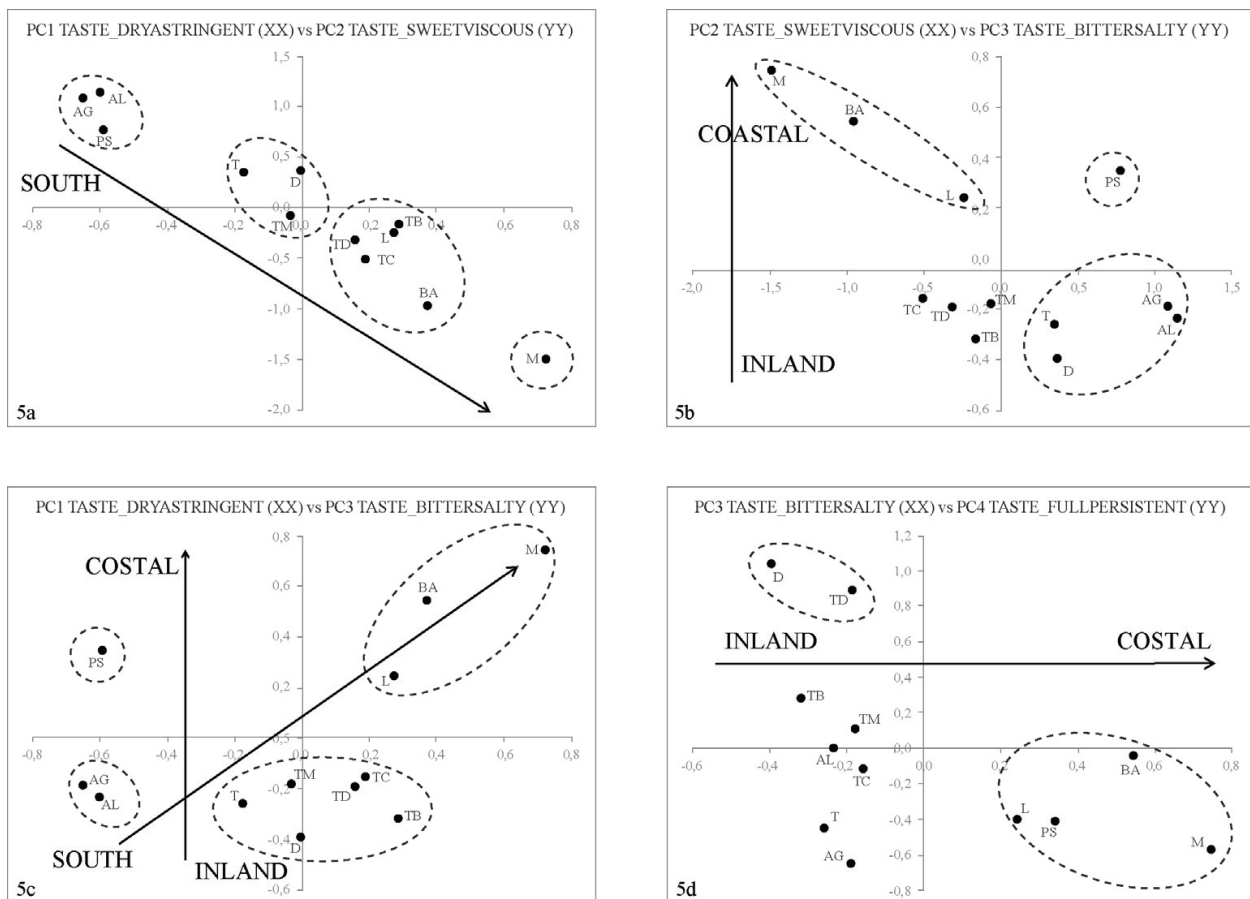 PC1 TASTE_DRYASTRINGENT (XX) vs PC2 TASTE_SWEETVISCOUS (YY)
1,5
AL
AG
1,0
PS
0,5
T
D
SOUTH
0,0
-0,8 -0,6 -0,4 -0,2 0,0 0,2 0,4 0,6 0,8
TM
TB
L
TD
TC
-0,5
BA
-1,0
M
-1,5
-2,0
5a
PC2 TASTE_SWEETVISCOUS (XX) vs PC3 TASTE_BITTERSALTY (YY)
0,8
M
0,6
BA
COASTAL
0,4
PS
L
0,2
-0,0
-2,0 -1,5 -1,0 -0,5 0,0 0,5 1,0 1,5
TC
TD
TM
AG
-0,2
T
AL
TB
INLAND
D
-0,4
-0,6
5b
PC1 TASTE_DRYASTRINGENT (XX) vs PC3 TASTE_BITTERSALTY (YY)
0,8
M
COSTAL
0,6
BA
0,4
PS
L
0,2
0,5
-0,8 -0,6 -0,4 -0,2 0,0 0,2 0,4 0,6 0,8
AG
TM
TC
AL
TD
-0,2
T
TB
D
-0,4
SOUTH
INLAND
-0,6
5c
PC3 TASTE_BITTERSALTY (XX) vs PC4 TASTE_FULLPERSISTENT (YY)
1,2
D
1,0
TD
0,8
INLAND
COSTAL
0,6
0,4
TB
TM
0,2
AL
0,0
-0,6 -0,4 -0,2 0,0 0,2 0,4 0,6 0,8
TC
BA
-0,2
T
L
PS
-0,4
AG
M
-0,6
-0,8
5d